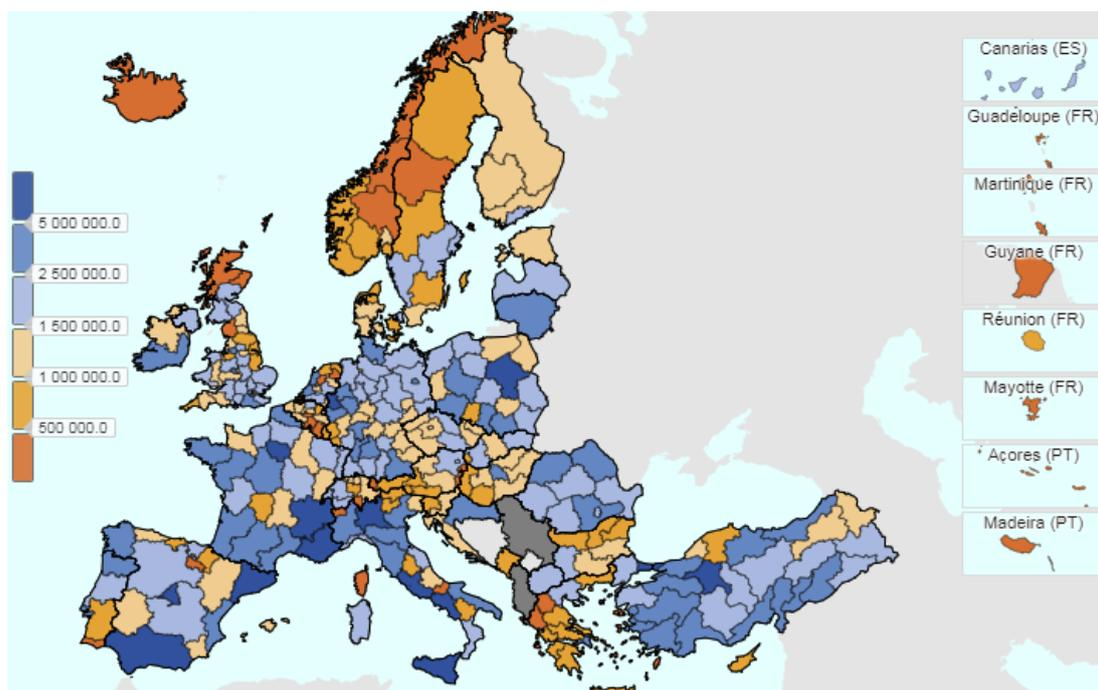 5 000 000.0
2 500 000.0
1 500 000.0
1 000 000.0
500 000.0
Canarias (ES)
Guadeloupe (FR)
Martinique (FR)
Guyane (FR)
Réunion (FR)
Mayotte (FR)
Açores (PT)
Madeira (PT)